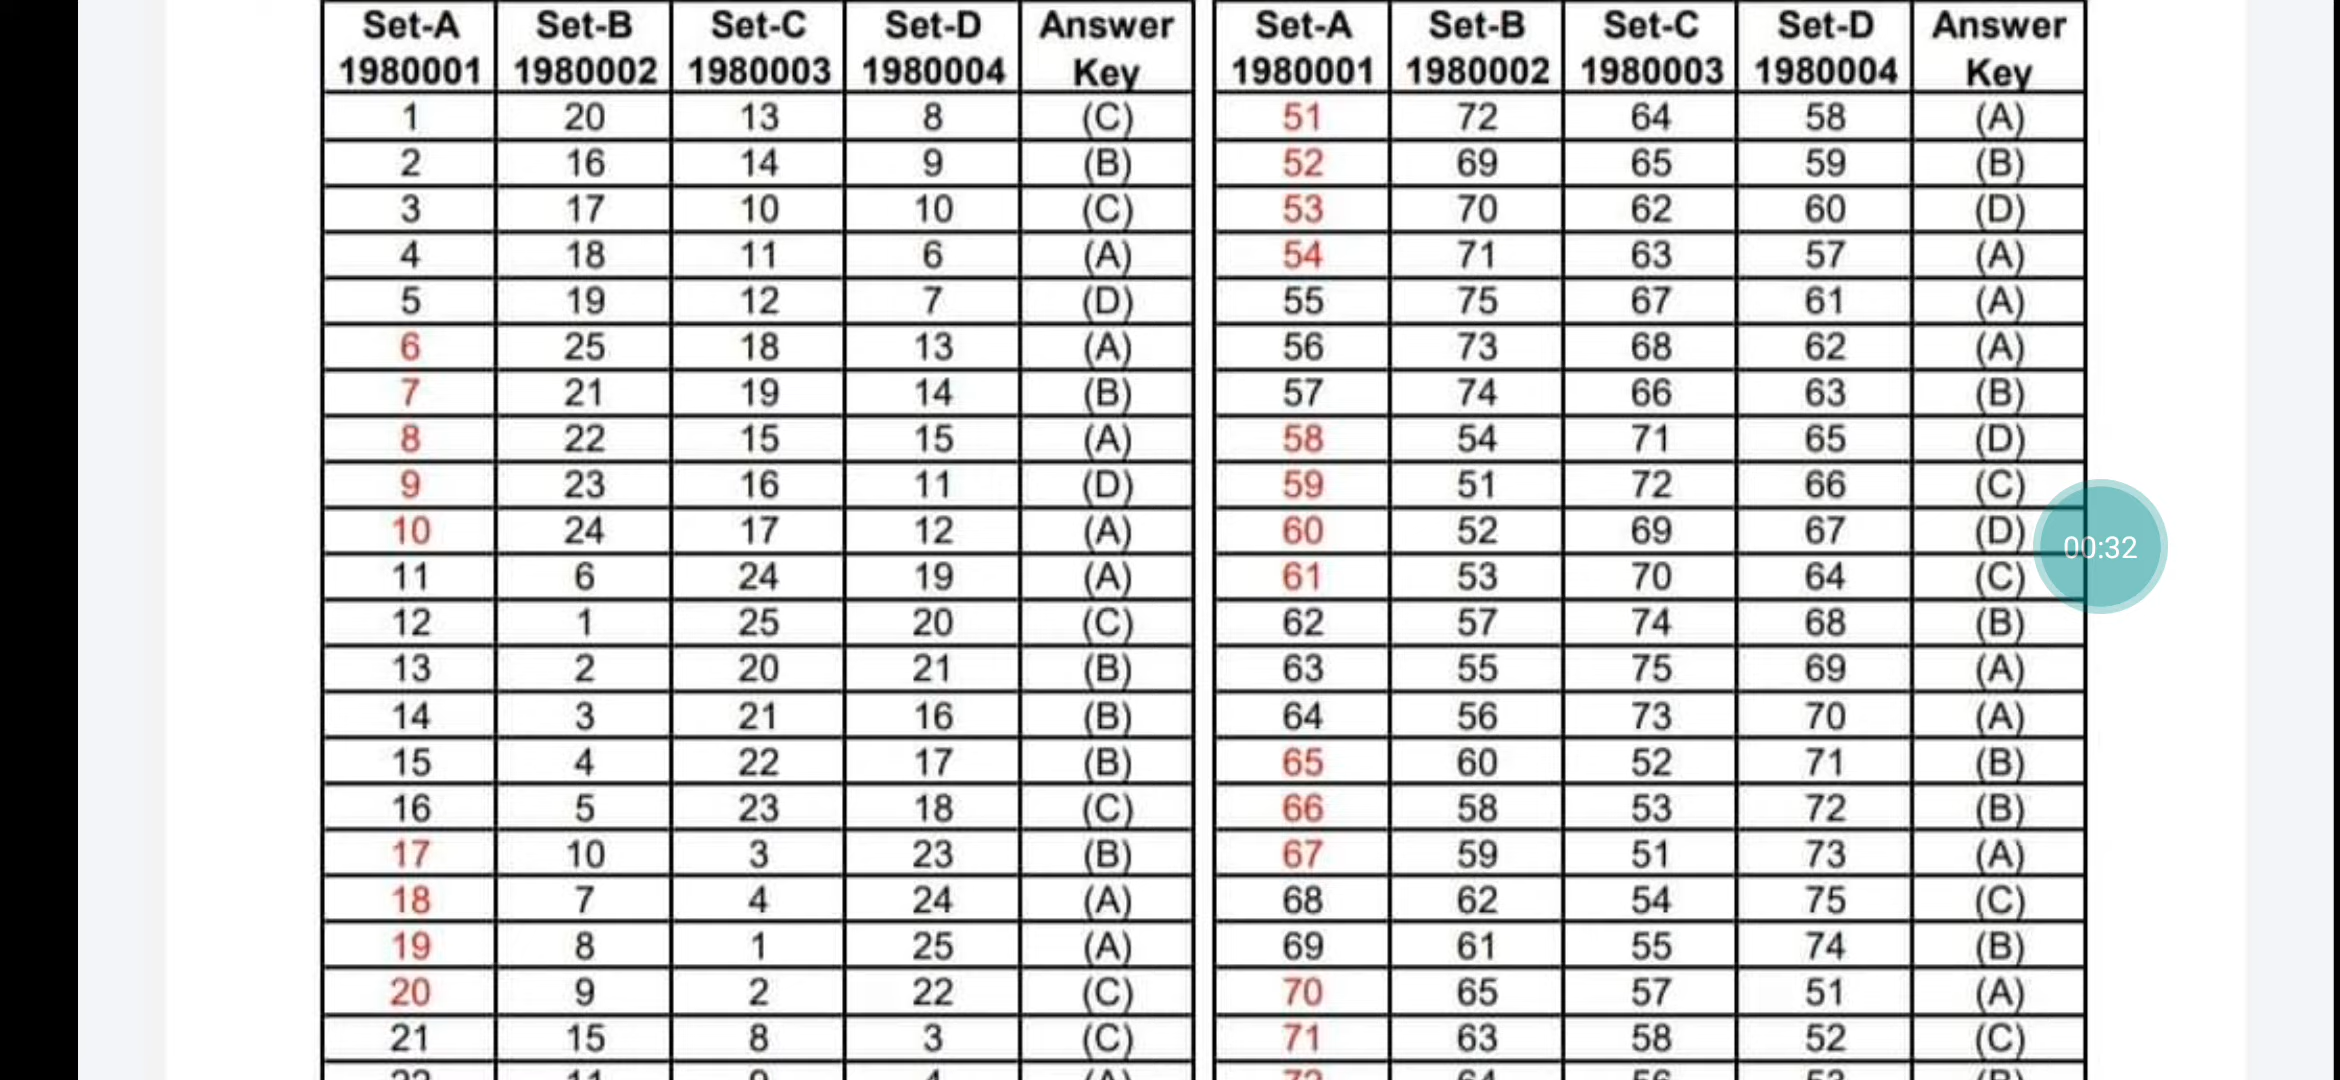 Set-A Set-B Set-C Set-D Answer Set-A Set-B Set-C Set-D Answer
1980001 1980002 1980003 1980004 Key 1980001 1980002 1980003 1980004 Key
1 20 13 8 (C) 51 72 64 58 (A)
2 16 14 9 (B) 52 69 65 59 (B)
3 17 10 10 (C) 53 70 62 60 (D)
4 18 11 6 (A) 54 71 63 57 (A)
5 19 12 7 (D) 55 75 67 61 (A)
6 25 18 13 (A) 56 73 68 62 (A)
7 21 19 14 (B) 57 74 66 63 (B)
8 22 15 15 (A) 58 54 71 65 (D)
9 23 16 11 (D) 59 51 72 66 (C)
10 24 17 12 (A) 60 52 69 67 (D)
00:32
11 6 24 19 (A) 61 53 70 64 (C)
12 1 25 20 (C) 62 57 74 68 (B)
13 2 20 21 (B) 63 55 75 69 (A)
14 3 21 16 (B) 64 56 73 70 (A)
15 4 22 17 (B) 65 60 52 71 (B)
16 5 23 18 (C) 66 58 53 72 (B)
17 10 3 23 (B) 67 59 51 73 (A)
18 7 4 24 (A) 68 62 54 75 (C)
19 8 1 25 (A) 69 61 55 74 (B)
20 9 2 22 (C) 70 65 57 51 (A)
21 15 8 3 (C) 71 63 58 52 (C)